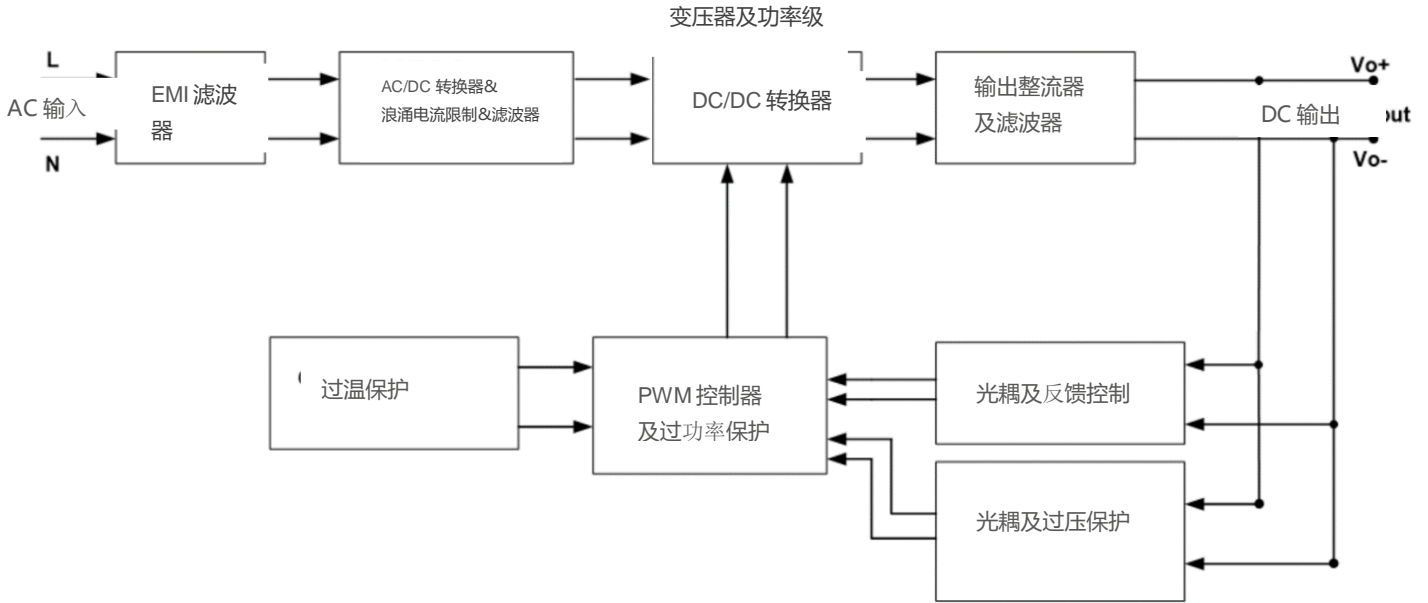 变压器及功率级
L
AC 输入
N
EMI 滤波
器
AC/DC 转换器&
浪涌电流限制&滤波器
DC/DC 转换器
输出整流器
及滤波器
Vo+
DC 输出
out
Vo-
过温保护
PWM 控制器
及过功率保护
光耦及反馈控制
光耦及过压保护